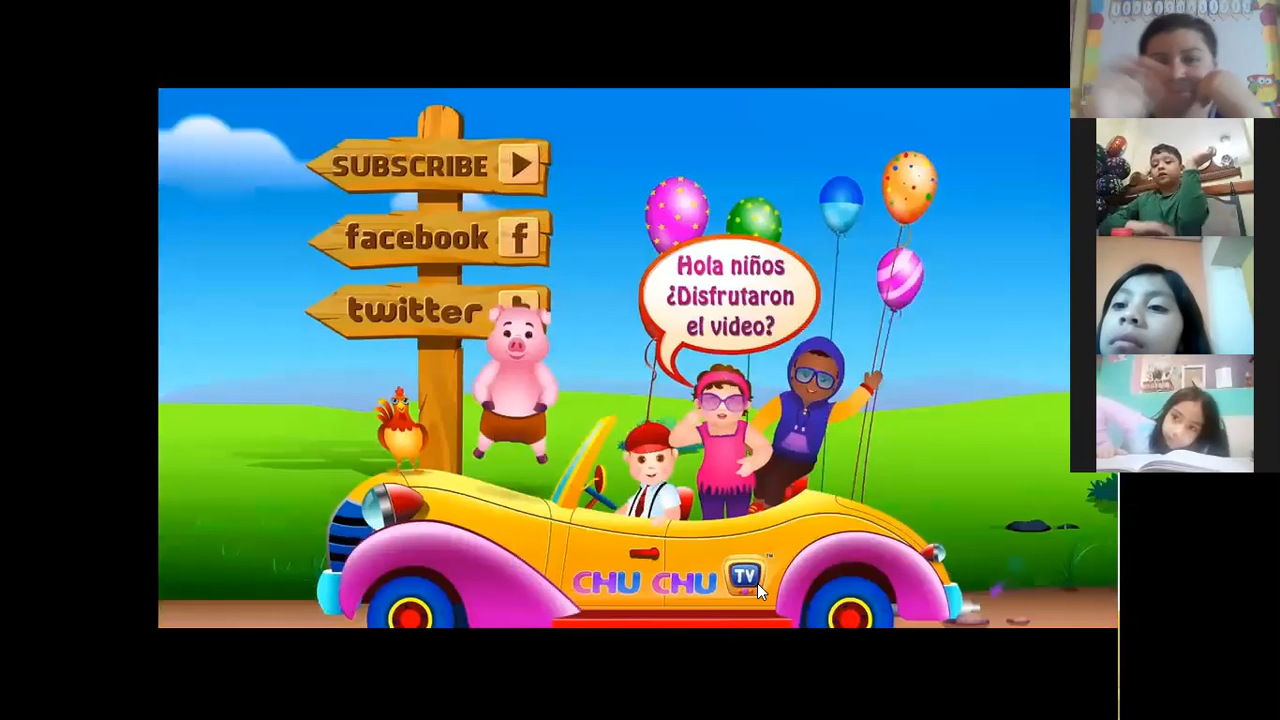 SUBSCRIBE
facebook f
twitter
Hola niños
¿Disfrutaron
el video?
CHU CHU TV